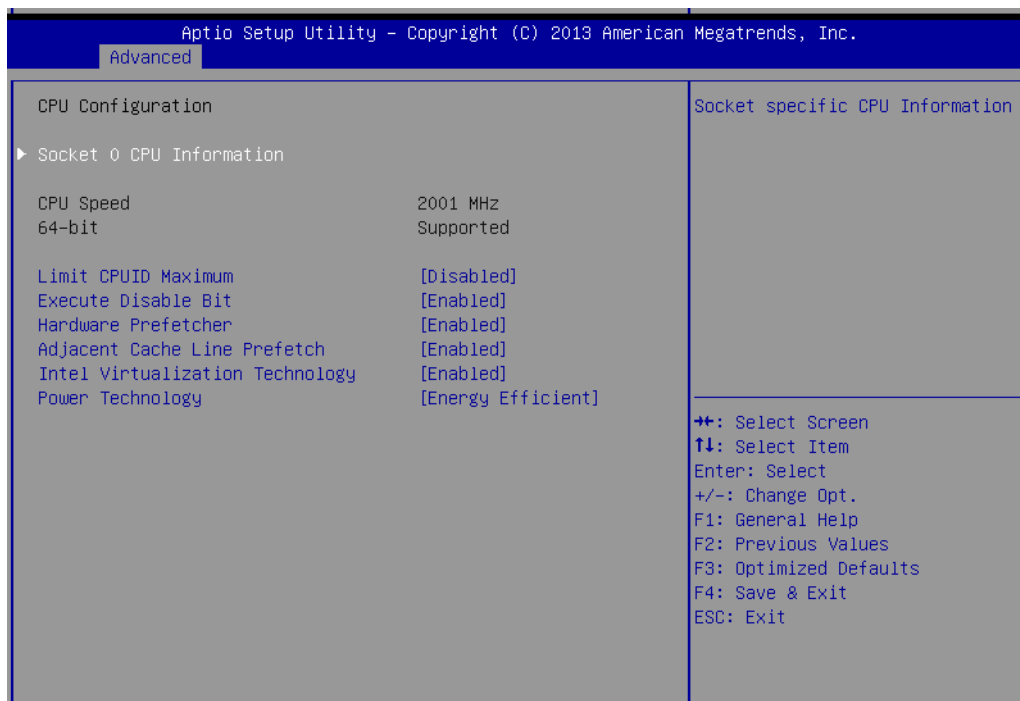 Aptio Setup Utility – Copyright (C) 2013 American Megatrends, Inc.
Advanced
CPU Configuration
Socket 0 CPU Information
CPU Speed 2001 MHz
64-bit Supported
Limit CPUID Maximum [Disabled]
Execute Disable Bit [Enabled]
Hardware Prefetcher [Enabled]
Adjacent Cache Line Prefetch [Enabled]
Intel Virtualization Technology [Enabled]
Power Technology [Energy Efficient]
Socket specific CPU Information
→←: Select Screen
↑↓: Select Item
Enter: Select
+/-: Change Opt.
F1: General Help
F2: Previous Values
F3: Optimized Defaults
F4: Save & Exit
ESC: Exit